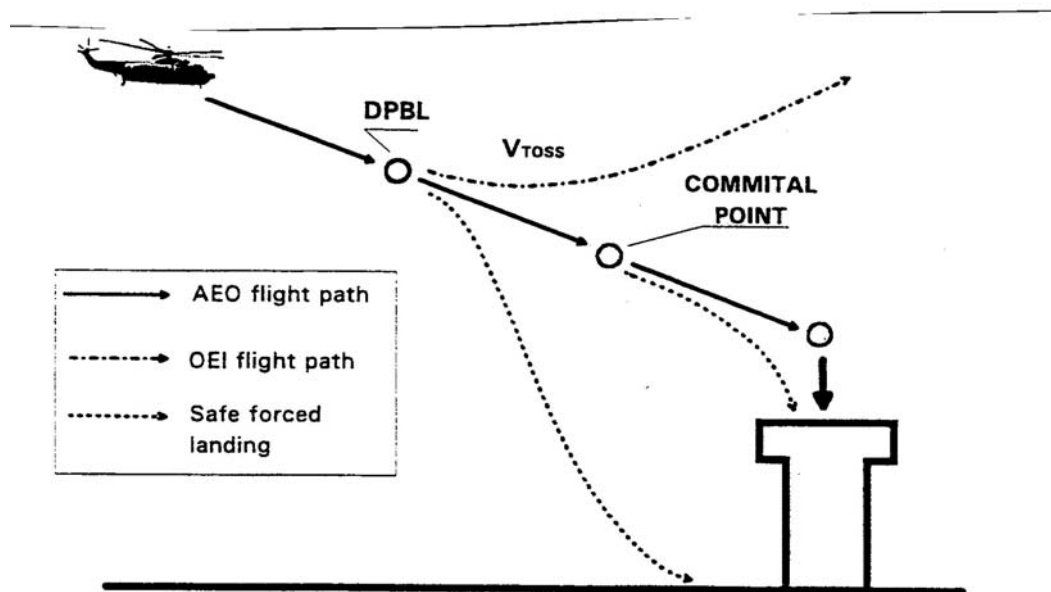 DPBL
VTOSS
COMMITAL
POINT
AEO flight path
OEI flight path
Safe forced
landing